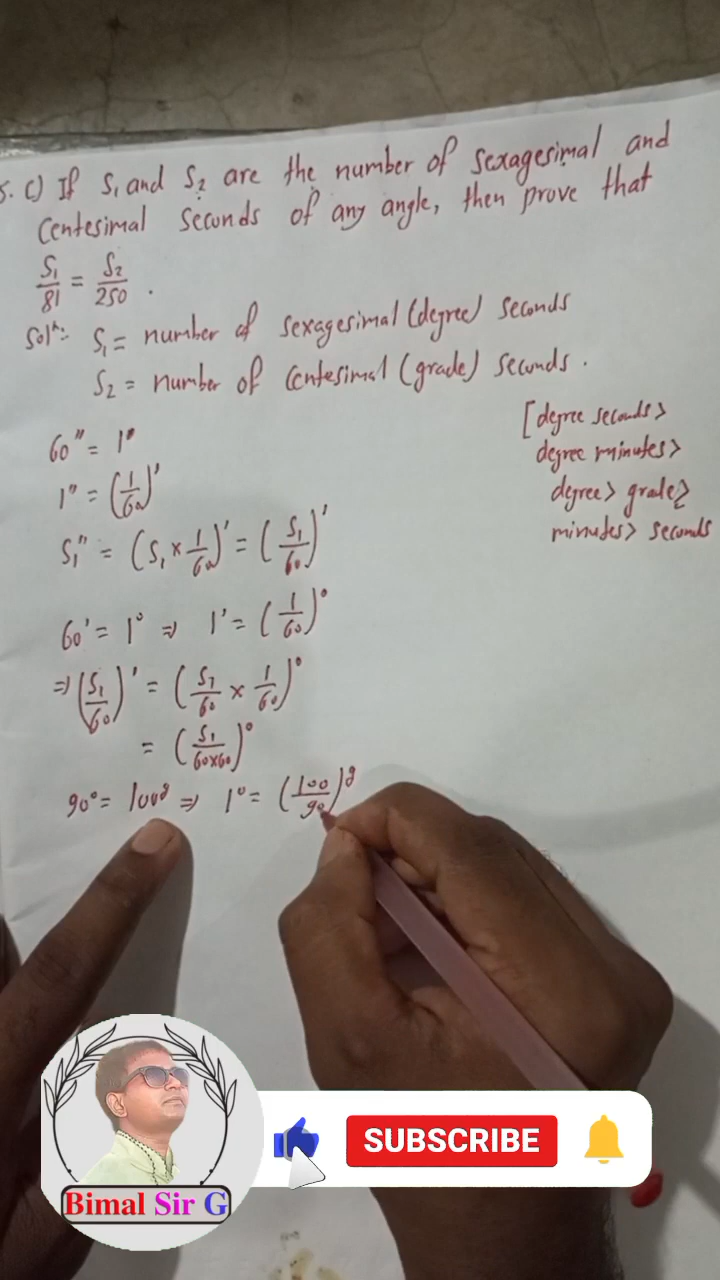 5. c) If S₁ and S₂ are the number of sexagesimal and
centesimal seconds of any angle, then prove that
S₁/81 = S₂/250 .
Solⁿ: S₁ = number of sexagesimal (degree) seconds
S₂ = number of centesimal (grade) seconds .
[degree seconds>
degree minutes>
degree> grade>
minutes> seconds
60″ = 1′
1″ = (1/60)′
S₁″ = (S₁ × 1/60)′ = (S₁/60)′
60′ = 1° ⇒ 1′ = (1/60)°
⇒ (S₁/60)′ = (S₁/60 × 1/60)°
= (S₁/60×60)°
90° = 100ᵍ ⇒ 1° = (100/90)ᵍ
SUBSCRIBE
Bimal Sir G